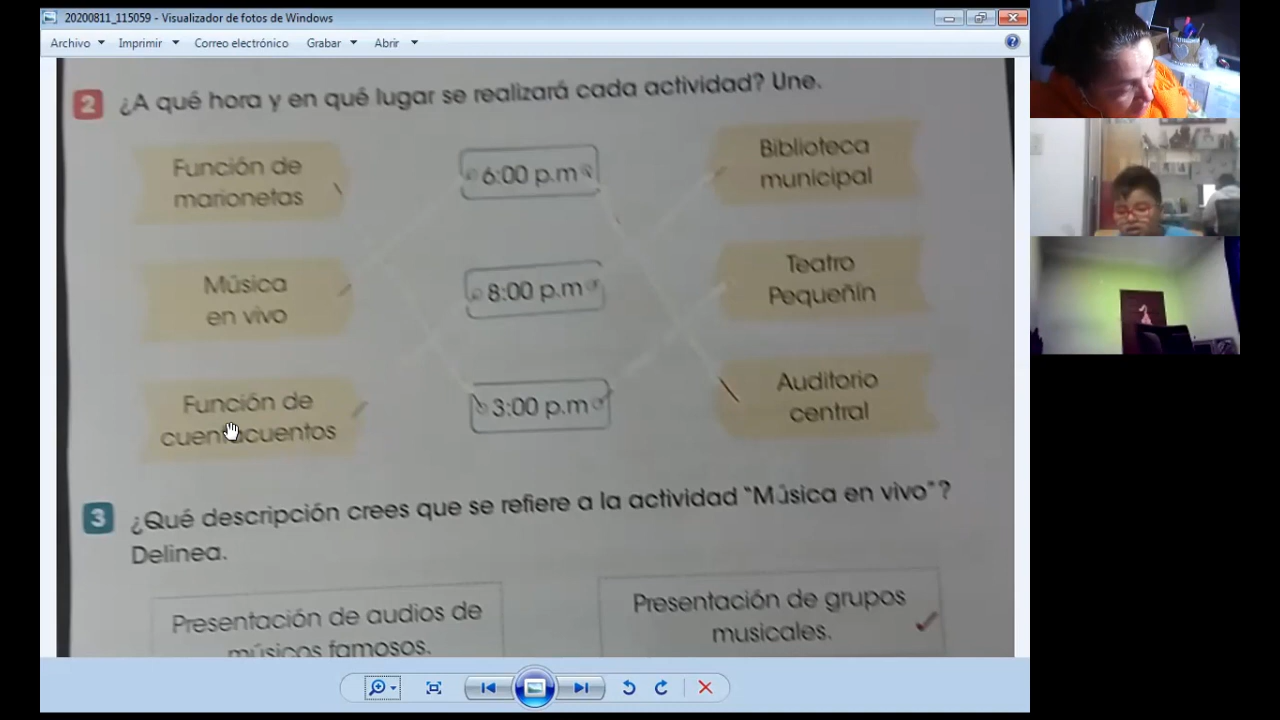 20200811_115059 - Visualizador de fotos de Windows
Archivo Imprimir Correo electrónico Grabar Abrir
2 ¿A qué hora y en qué lugar se realizará cada actividad? Une.
Función de
marionetas
6:00 p.m
Biblioteca
municipal
Música
en vivo
8:00 p.m
Teatro
Pequeñín
Función de
cuentacuentos
3:00 p.m
Auditorio
central
3 ¿Qué descripción crees que se refiere a la actividad "Música en vivo"?
Delinea.
Presentación de audios de
músicos famosos.
Presentación de grupos
musicales.